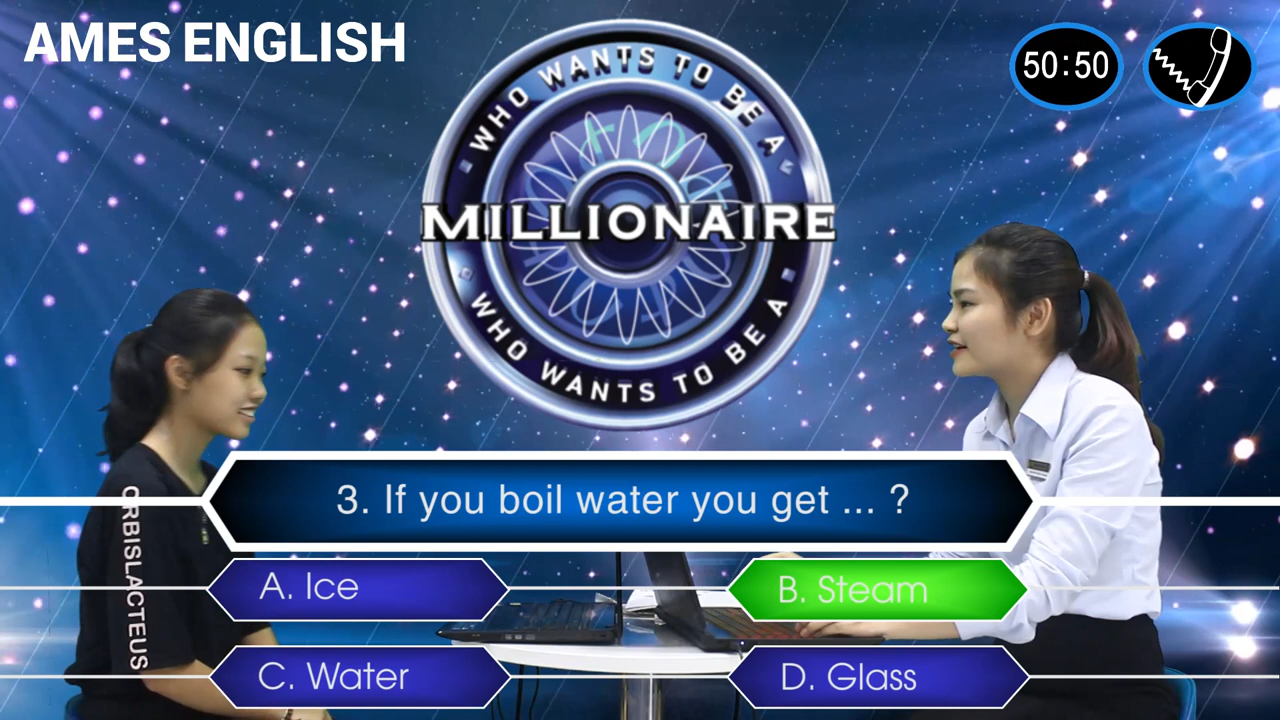 AMES ENGLISH
50:50
WHO WANTS TO BE A
MILLIONAIRE
WHO WANTS TO BE A
3. If you boil water you get ... ?
A. Ice
B. Steam
C. Water
D. Glass
ORBISLACTEUS